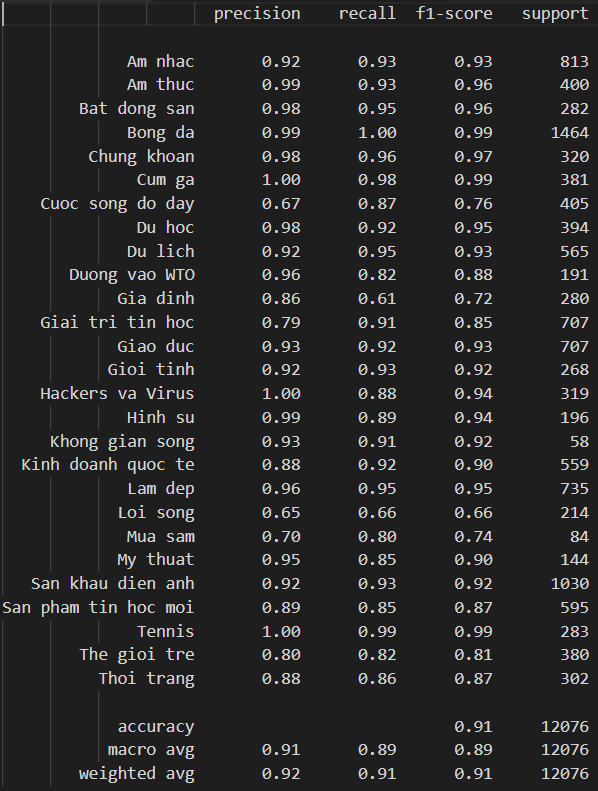 precision recall f1-score support
Am nhac 0.92 0.93 0.93 813
Am thuc 0.99 0.93 0.96 400
Bat dong san 0.98 0.95 0.96 282
Bong da 0.99 1.00 0.99 1464
Chung khoan 0.98 0.96 0.97 320
Cum ga 1.00 0.98 0.99 381
Cuoc song do day 0.67 0.87 0.76 405
Du hoc 0.98 0.92 0.95 394
Du lich 0.92 0.95 0.93 565
Duong vao WTO 0.96 0.82 0.88 191
Gia dinh 0.86 0.61 0.72 280
Giai tri tin hoc 0.79 0.91 0.85 707
Giao duc 0.93 0.92 0.93 707
Gioi tinh 0.92 0.93 0.92 268
Hackers va Virus 1.00 0.88 0.94 319
Hinh su 0.99 0.89 0.94 196
Khong gian song 0.93 0.91 0.92 58
Kinh doanh quoc te 0.88 0.92 0.90 559
Lam dep 0.96 0.95 0.95 735
Loi song 0.65 0.66 0.66 214
Mua sam 0.70 0.80 0.74 84
My thuat 0.95 0.85 0.90 144
San khau dien anh 0.92 0.93 0.92 1030
San pham tin hoc moi 0.89 0.85 0.87 595
Tennis 1.00 0.99 0.99 283
The gioi tre 0.80 0.82 0.81 380
Thoi trang 0.88 0.86 0.87 302
accuracy 0.91 12076
macro avg 0.91 0.89 0.89 12076
weighted avg 0.92 0.91 0.91 12076